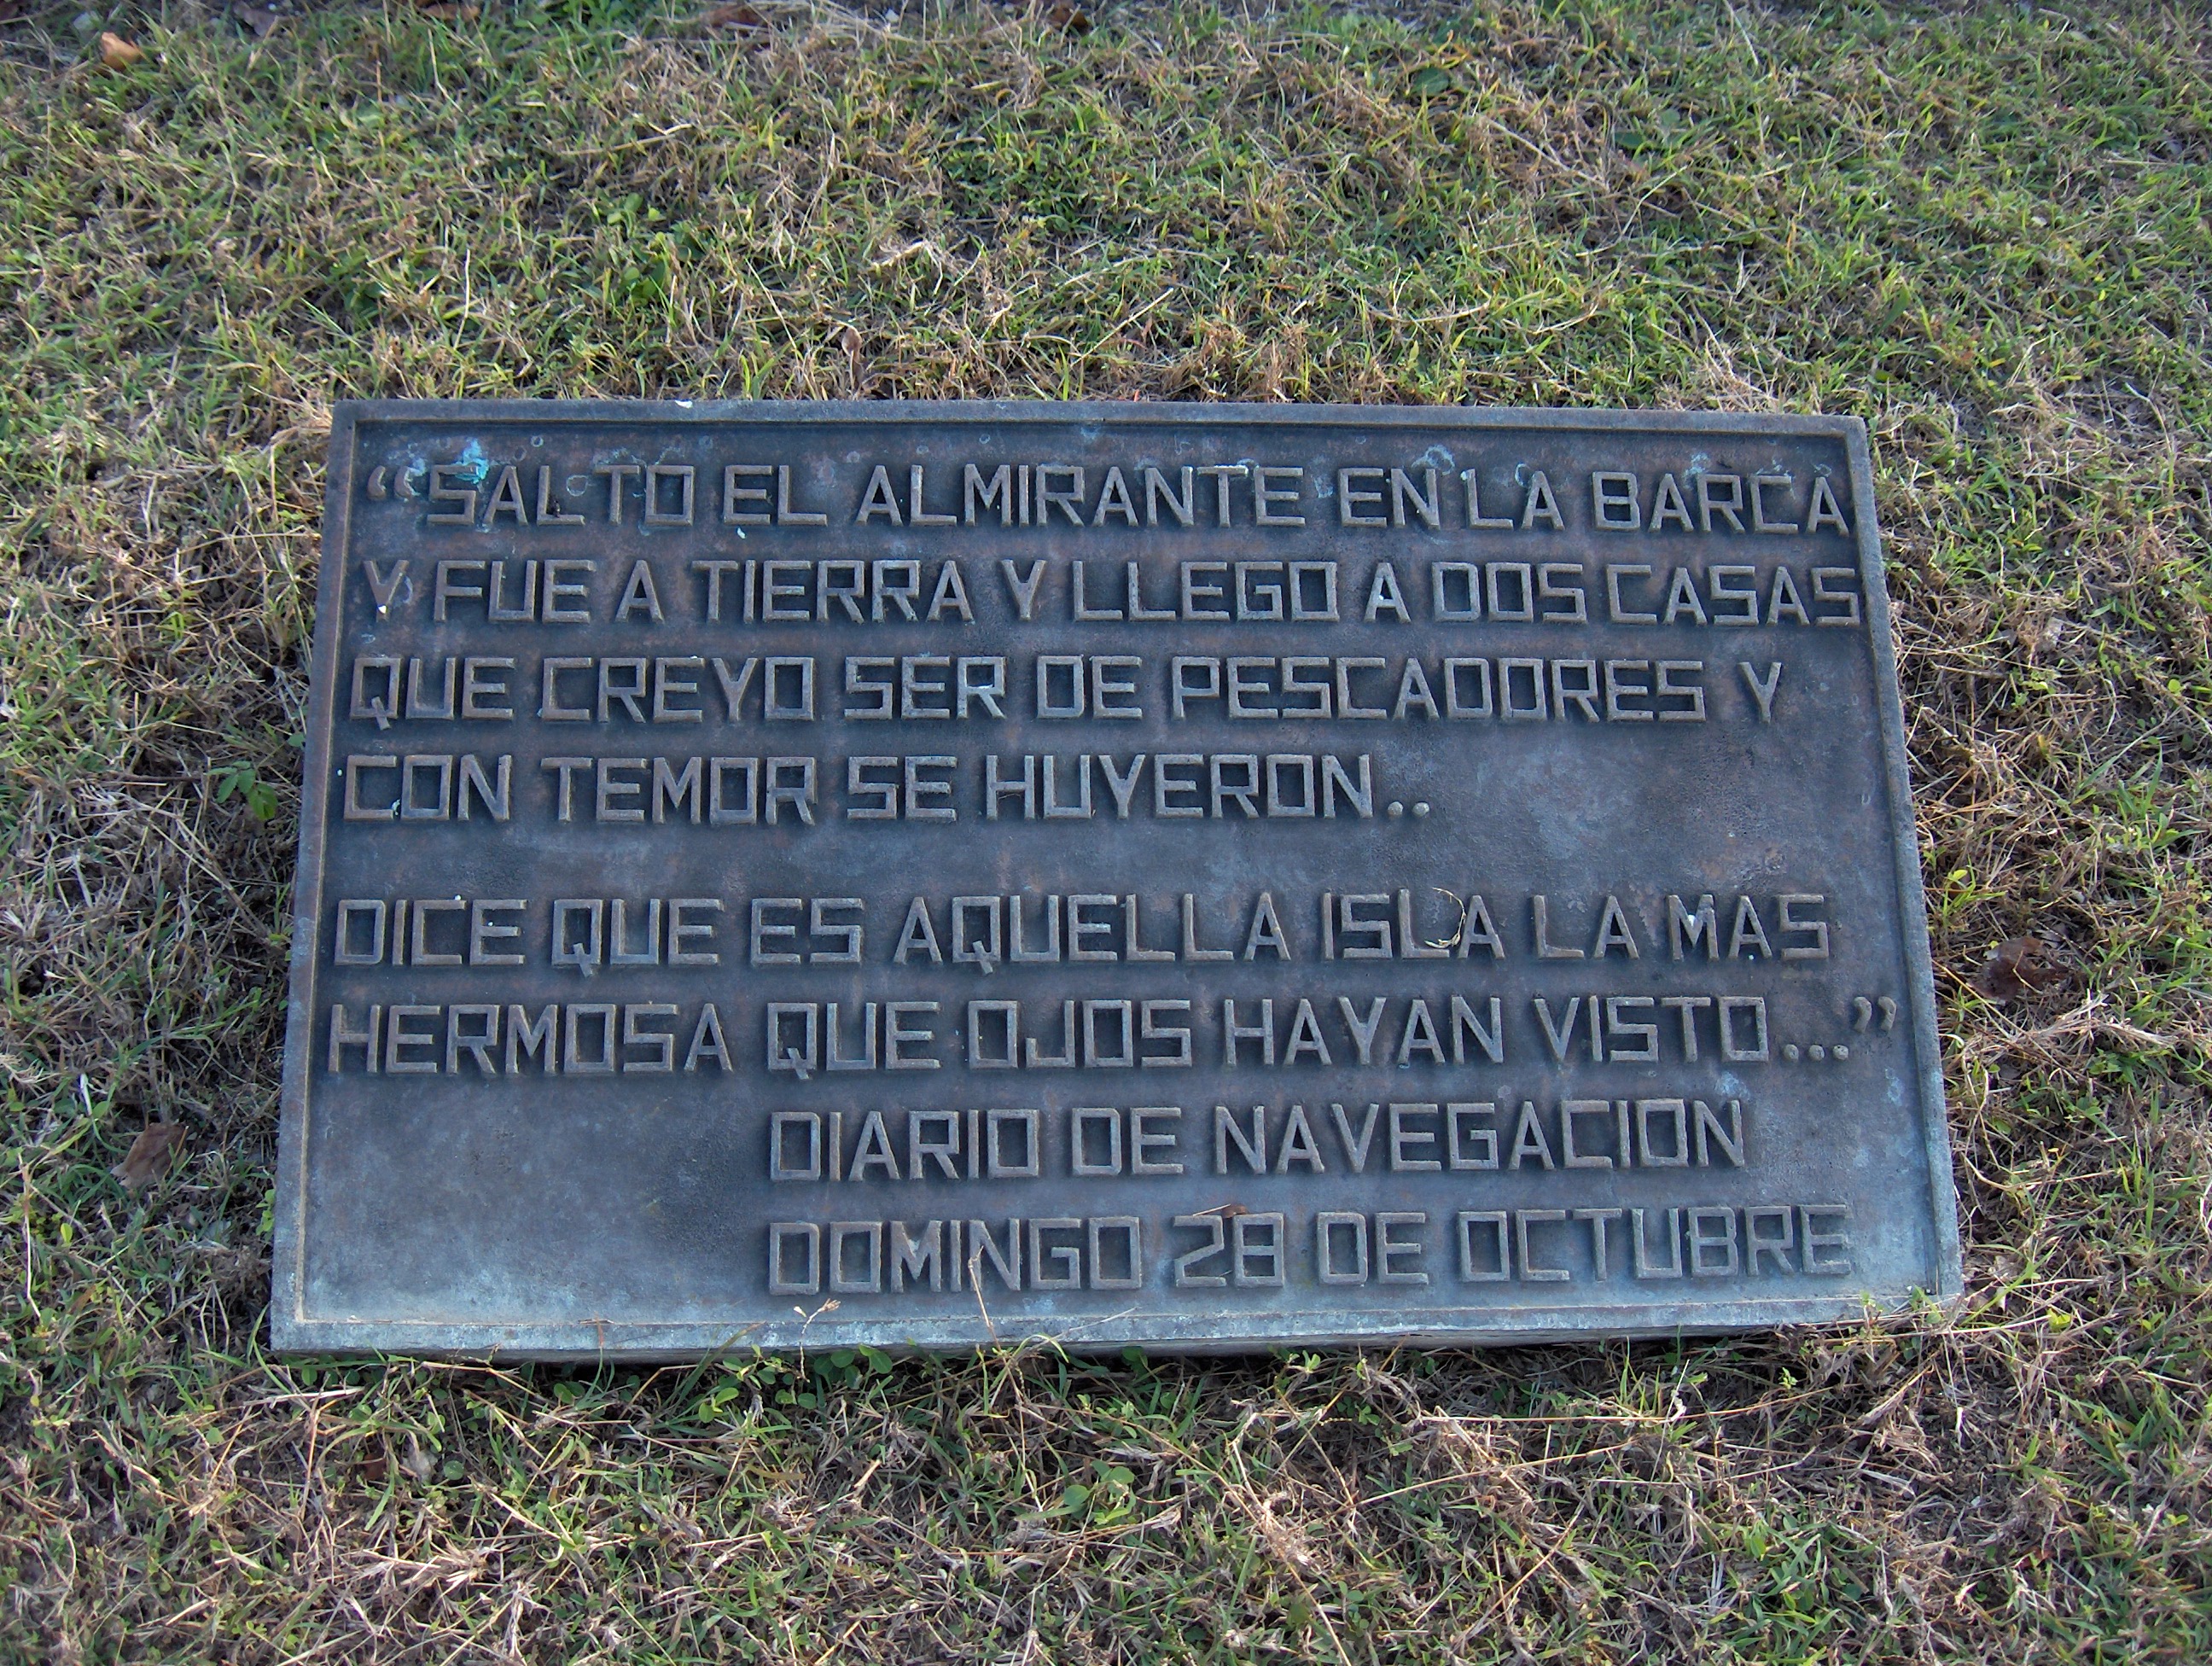 “SALTO EL ALMIRANTE EN LA BARCA
Y FUE A TIERRA Y LLEGO A DOS CASAS
QUE CREYO SER DE PESCADORES Y
CON TEMOR SE HUYERON..
DICE QUE ES AQUELLA ISLA LA MAS
HERMOSA QUE OJOS HAYAN VISTO...”
DIARIO DE NAVEGACION
DOMINGO 28 DE OCTUBRE